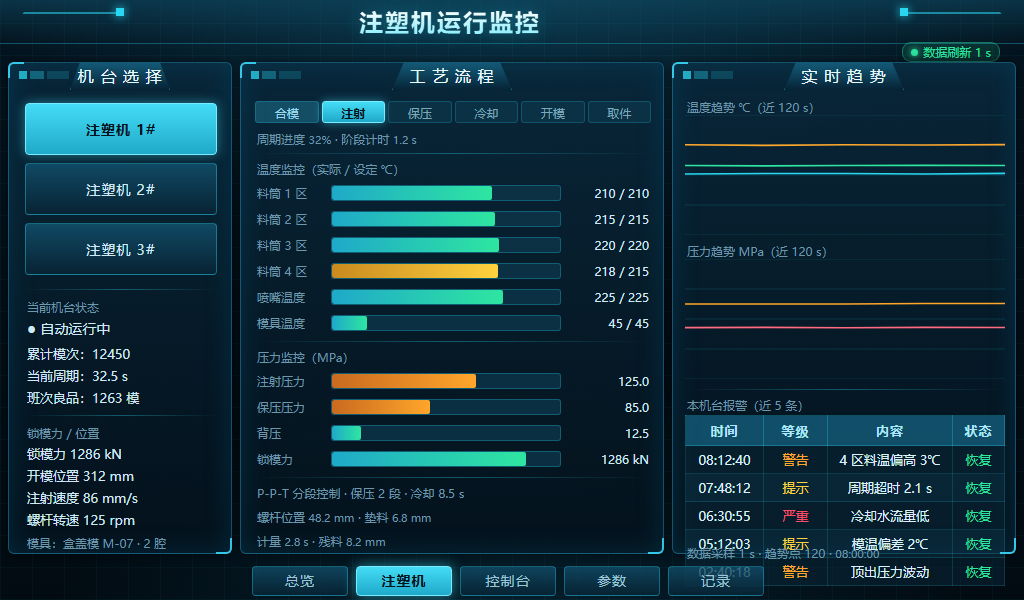 注塑机运行监控
数据刷新 1 s
机台选择
注塑机 1#
注塑机 2#
注塑机 3#
当前机台状态
● 自动运行中
累计模次：12450
当前周期：32.5 s
班次良品：1263 模
锁模力 / 位置
锁模力 1286 kN
开模位置 312 mm
注射速度 86 mm/s
螺杆转速 125 rpm
模具：盒盖模 M-07 · 2 腔
工艺流程
合模 注射 保压 冷却 开模 取件
周期进度 32% · 阶段计时 1.2 s
温度监控（实际 / 设定 ℃）
料筒 1 区 210 / 210
料筒 2 区 215 / 215
料筒 3 区 220 / 220
料筒 4 区 218 / 215
喷嘴温度 225 / 225
模具温度 45 / 45
压力监控（MPa）
注射压力 125.0
保压压力 85.0
背压 12.5
锁模力 1286 kN
P-P-T 分段控制 · 保压 2 段 · 冷却 8.5 s
螺杆位置 48.2 mm · 垫料 6.8 mm
计量 2.8 s · 残料 8.2 mm
实时趋势
温度趋势 ℃（近 120 s）
压力趋势 MPa（近 120 s）
本机台报警（近 5 条）
时间 等级 内容 状态
08:12:40 警告 4 区料温偏高 3℃ 恢复
07:48:12 提示 周期超时 2.1 s 恢复
06:30:55 严重 冷却水流量低 恢复
05:12:03 提示 模温偏差 2℃ 恢复
数据采样 1 s · 趋势点 120 · 08:00:00
02:40:18 警告 顶出压力波动 恢复
总览 注塑机 控制台 参数 记录